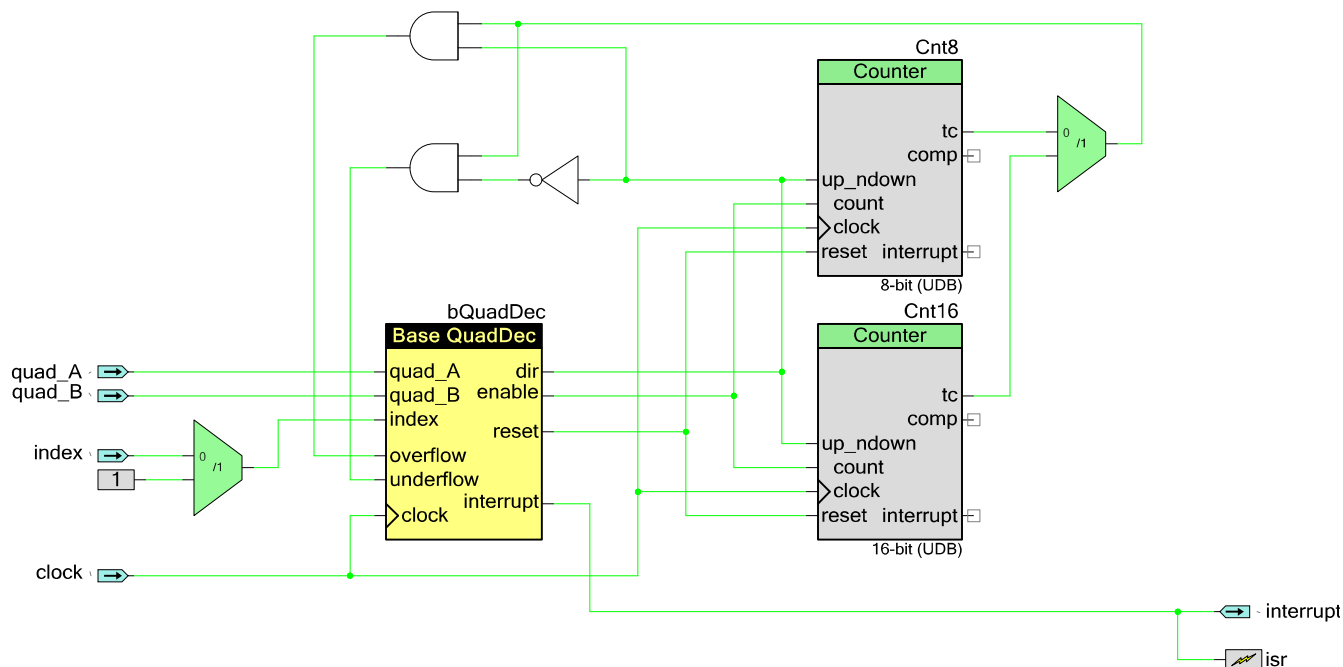 Cnt8
Counter
tc
comp
up_ndown
count
clock
reset interrupt
8-bit (UDB)
0
/1
bQuadDec
Base QuadDec
quad_A dir
quad_B enable
index
reset
overflow
underflow
interrupt
clock
Cnt16
Counter
tc
comp
up_ndown
count
clock
reset interrupt
16-bit (UDB)
quad_A
quad_B
index
0
/1
1
clock
interrupt
isr